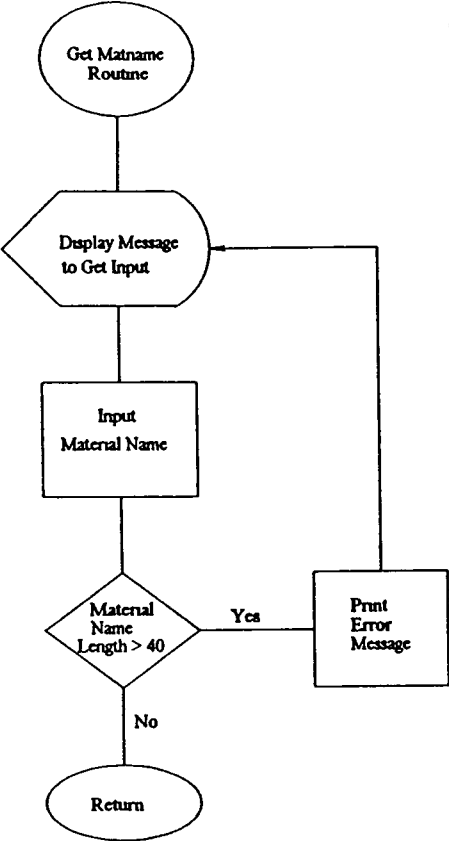 Get Matname
Routine
Display Message
to Get Input
Input
Material Name
Material
Name
Length > 40
Yes
Print
Error
Message
No
Return